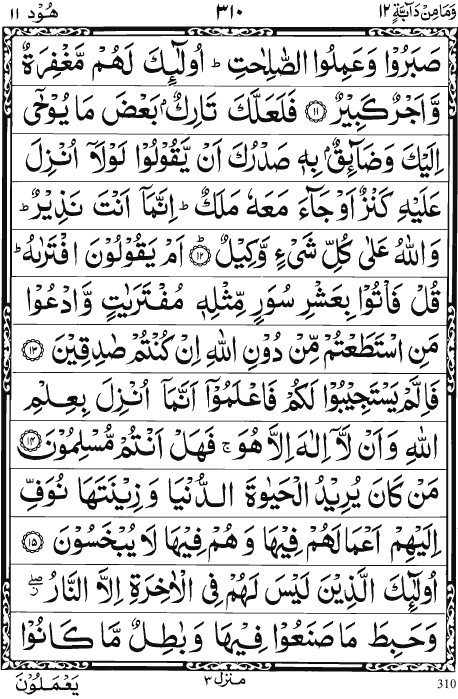 وَمَا مِنْ دَآبَّةٍ ١٢ ٣١٠ هُوْد ١١
صَبَرُوْا وَعَمِلُوا الصّٰلِحٰتِ ؕ اُولٰٓئِكَ لَهُمْ مَّغْفِرَةٌ
وَّاَجْرٌ كَبِيْرٌ ۝١١ فَلَعَلَّكَ تَارِكٌۢ بَعْضَ مَا يُوْحٰٓى
اِلَيْكَ وَضَآئِقٌۢ بِهٖ صَدْرُكَ اَنْ يَّقُوْلُوْا لَوْلَاۤ اُنْزِلَ
عَلَيْهِ كَنْزٌ اَوْ جَآءَ مَعَهٗ مَلَكٌ ؕ اِنَّمَاۤ اَنْتَ نَذِيْرٌ ؕ
وَاللّٰهُ عَلٰى كُلِّ شَىْءٍ وَّكِيْلٌ ؕ۝١٢ اَمْ يَقُوْلُوْنَ افْتَرٰىهُ ؕ
قُلْ فَاْتُوْا بِعَشْرِ سُوَرٍ مِّثْلِهٖ مُفْتَرَيٰتٍ وَّادْعُوْا
مَنِ اسْتَطَعْتُمْ مِّنْ دُوْنِ اللّٰهِ اِنْ كُنْتُمْ صٰدِقِيْنَ ۝١٣
فَاِلَّمْ يَسْتَجِيْبُوْا لَكُمْ فَاعْلَمُوْۤا اَنَّمَاۤ اُنْزِلَ بِعِلْمِ
اللّٰهِ وَاَنْ لَّاۤ اِلٰهَ اِلَّا هُوَ ۚ فَهَلْ اَنْتُمْ مُّسْلِمُوْنَ ۝١٤
مَنْ كَانَ يُرِيْدُ الْحَيٰوةَ الدُّنْيَا وَزِيْنَتَهَا نُوَفِّ
اِلَيْهِمْ اَعْمَالَهُمْ فِيْهَا وَهُمْ فِيْهَا لَا يُبْخَسُوْنَ ۝١٥
اُولٰٓئِكَ الَّذِيْنَ لَيْسَ لَهُمْ فِى الْاٰخِرَةِ اِلَّا النَّارُ ۖ
وَحَبِطَ مَا صَنَعُوْا فِيْهَا وَبٰطِلٌ مَّا كَانُوْا
310 منزل ٣ يَعْمَلُوْنَ